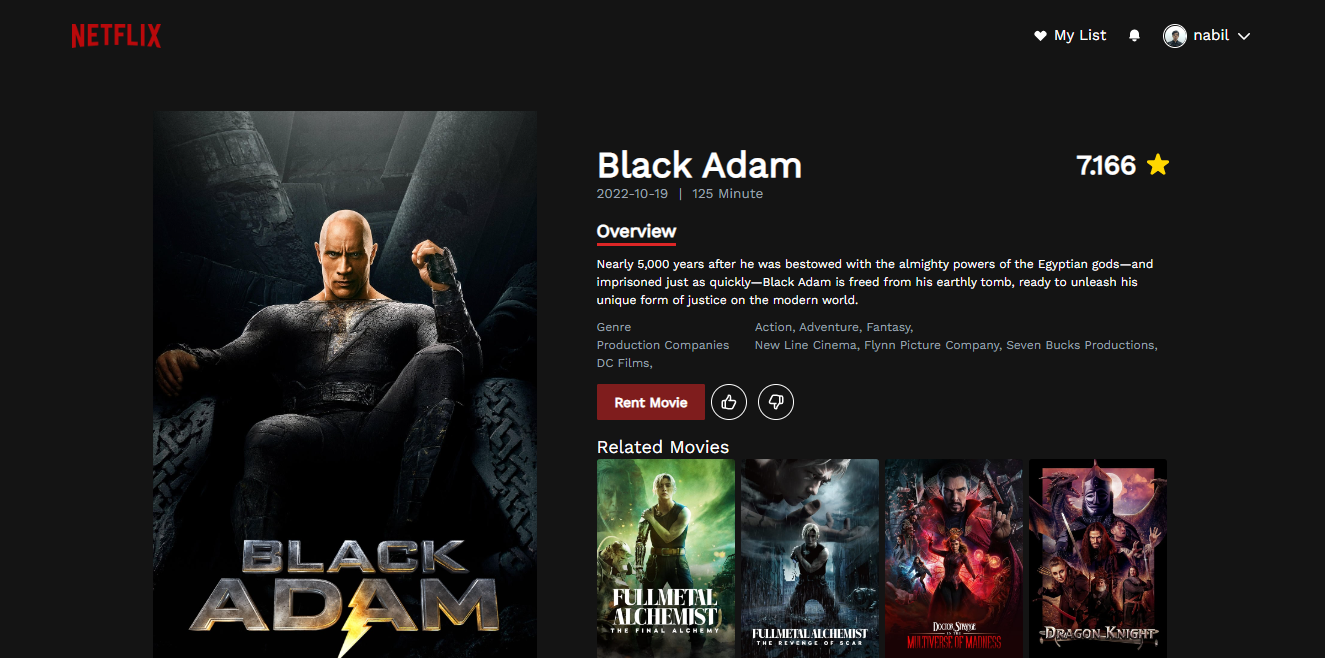 NETFLIX
My List
nabil
Black Adam
7.166
2022-10-19 | 125 Minute
Overview
Nearly 5,000 years after he was bestowed with the almighty powers of the Egyptian gods—and
imprisoned just as quickly—Black Adam is freed from his earthly tomb, ready to unleash his
unique form of justice on the modern world.
Genre Action, Adventure, Fantasy,
Production Companies New Line Cinema, Flynn Picture Company, Seven Bucks Productions,
DC Films,
Rent Movie
Related Movies
BLACK
ADAM
FULLMETAL
ALCHEMIST
THE FINAL ALCHEMY
FULLMETAL ALCHEMIST
THE REVENGE OF SCAR
DOCTOR STRANGE
IN THE
MULTIVERSE OF MADNESS
DRAGON KNIGHT